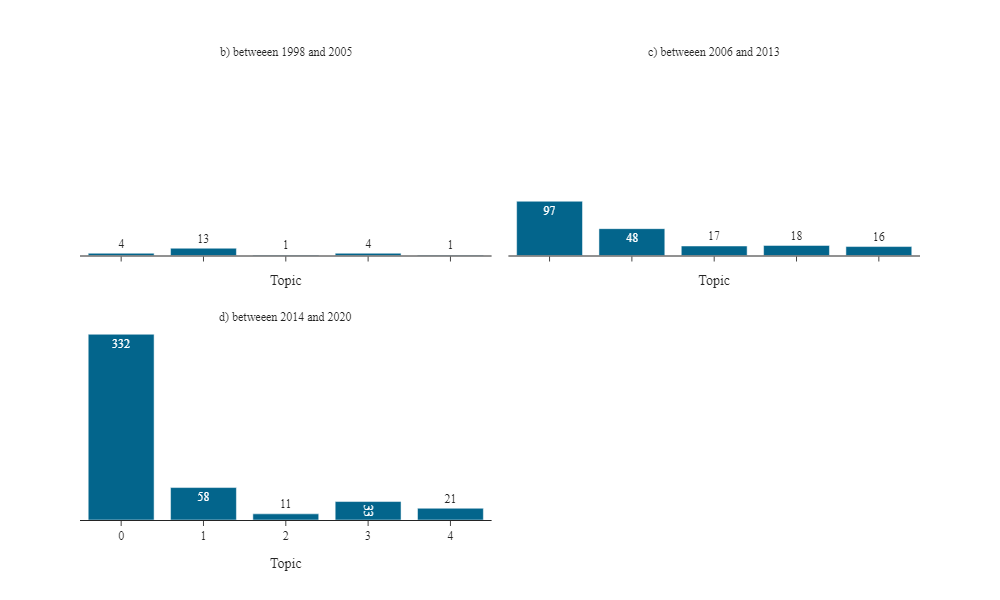 b) betweeen 1998 and 2005
4 13 1 4 1
Topic
c) betweeen 2006 and 2013
97 48 17 18 16
Topic
d) betweeen 2014 and 2020
332 58 11 33 21
0 1 2 3 4
Topic